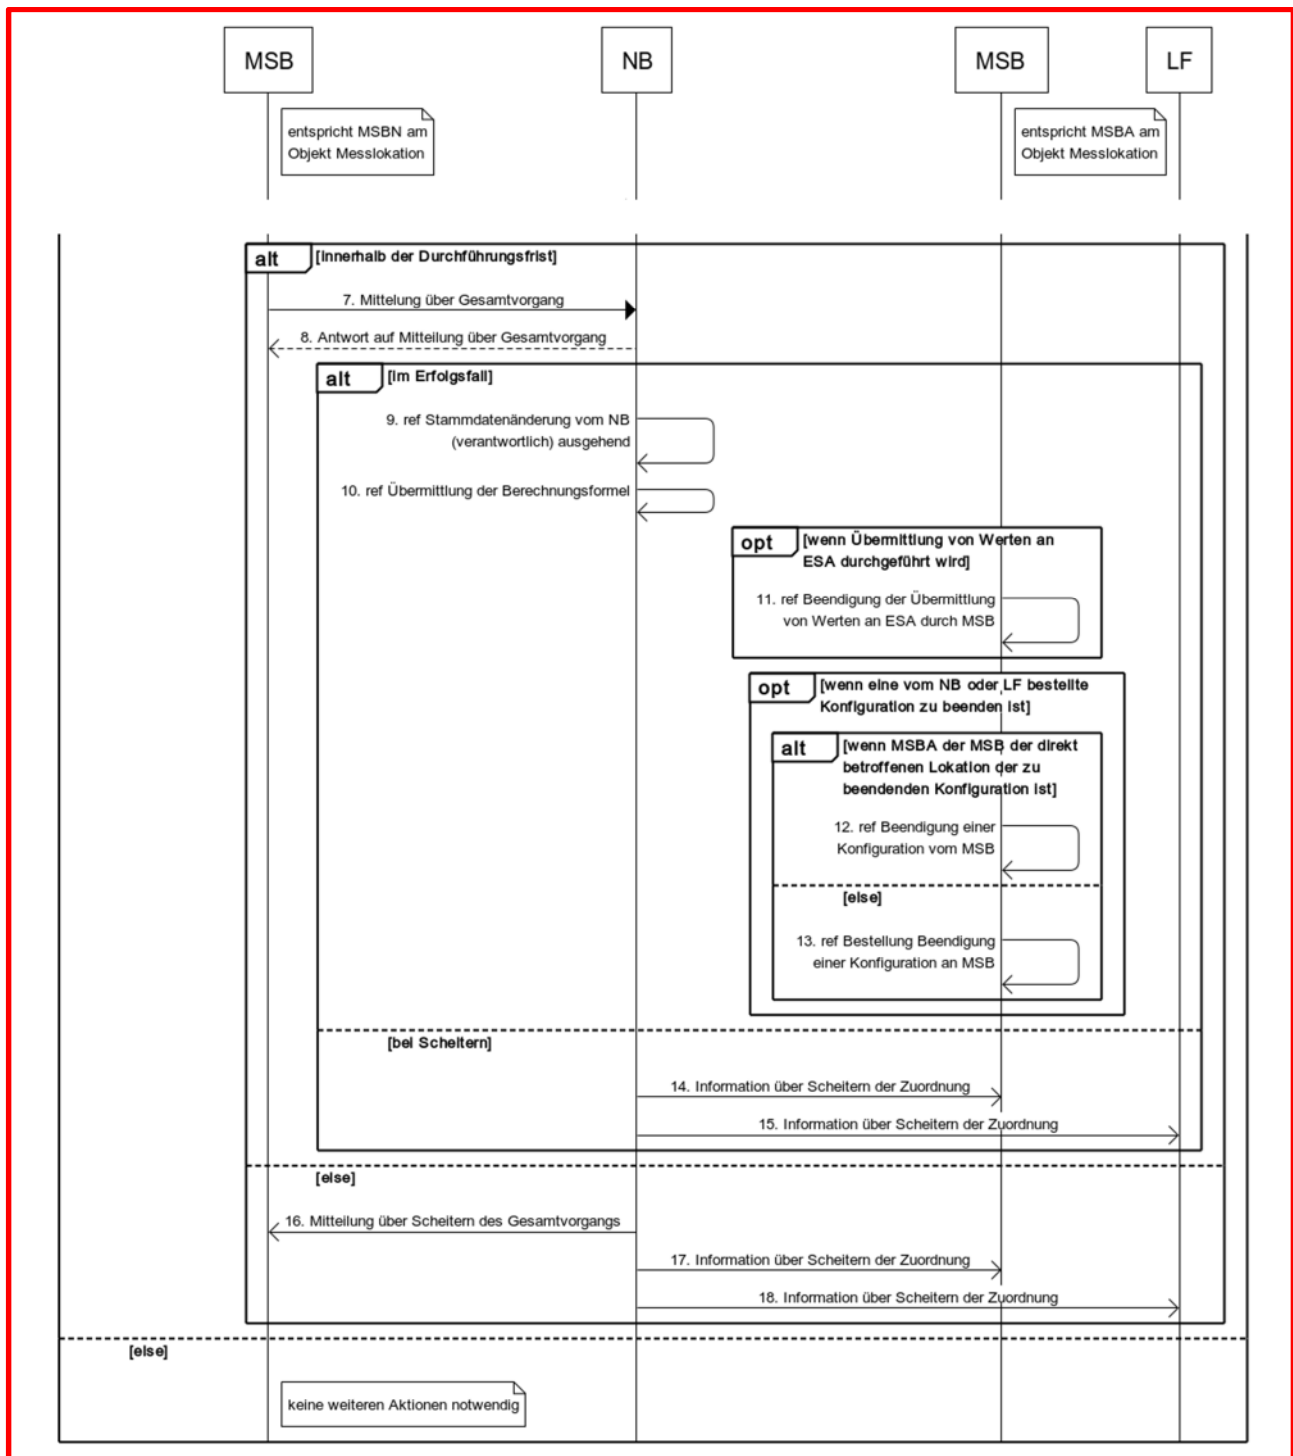 MSB
NB
MSB
LF
entspricht MSBN am
Objekt Messlokation
entspricht MSBA am
Objekt Messlokation
alt
[innerhalb der Durchführungsfrist]
7. Mittelung über Gesamtvorgang
8. Antwort auf Mitteilung über Gesamtvorgang
alt
[im Erfolgsfall]
9. ref Stammdatenänderung vom NB
(verantwortlich) ausgehend
10. ref Übermittlung der Berechnungsformel
opt
[wenn Übermittlung von Werten an
ESA durchgeführt wird]
11. ref Beendigung der Übermittlung
von Werten an ESA durch MSB
opt
[wenn eine vom NB oder LF bestellte
Konfiguration zu beenden ist]
alt
[wenn MSBA der MSB der direkt
betroffenen Lokation der zu
beendenden Konfiguration ist]
12. ref Beendigung einer
Konfiguration vom MSB
[else]
13. ref Bestellung Beendigung
einer Konfiguration an MSB
[bei Scheitern]
14. Information über Scheitern der Zuordnung
15. Information über Scheitern der Zuordnung
[else]
16. Mitteilung über Scheitern des Gesamtvorgangs
17. Information über Scheitern der Zuordnung
18. Information über Scheitern der Zuordnung
[else]
keine weiteren Aktionen notwendig